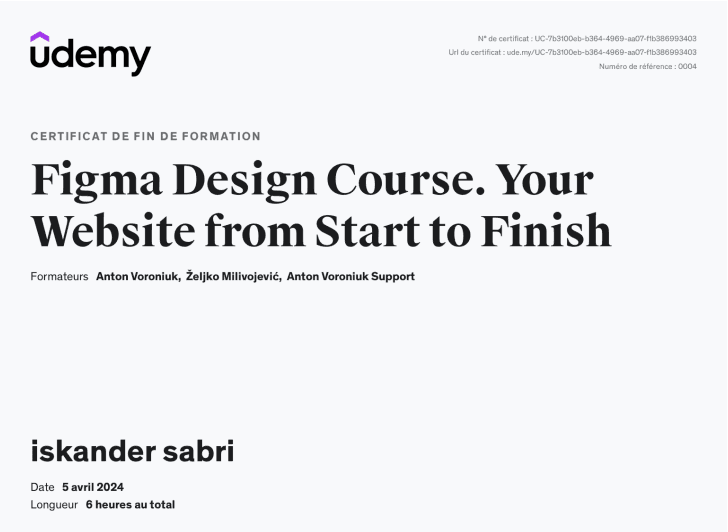 udemy
N° de certificat : UC-7b3100eb-b364-4969-aa07-f1b386993403
Url du certificat : ude.my/UC-7b3100eb-b364-4969-aa07-f1b386993403
Numéro de référence : 0004
CERTIFICAT DE FIN DE FORMATION
Figma Design Course. Your
Website from Start to Finish
Formateurs Anton Voroniuk, Željko Milivojević, Anton Voroniuk Support
iskander sabri
Date 5 avril 2024
Longueur 6 heures au total